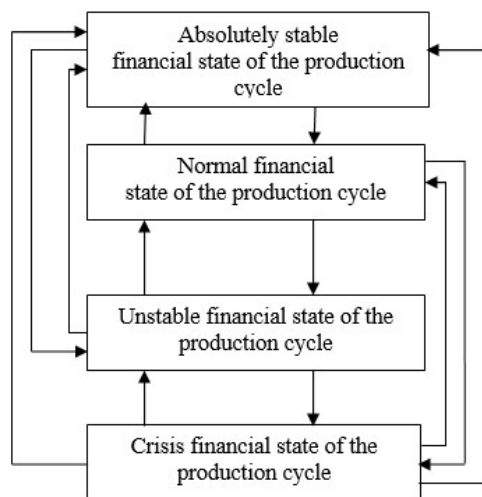 Absolutely stable
financial state of the production
cycle
Normal financial
state of the production cycle
Unstable financial state of the
production cycle
Crisis financial state of the
production cycle